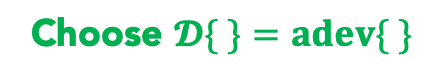 Choose 𝒟{ } = adev{ }